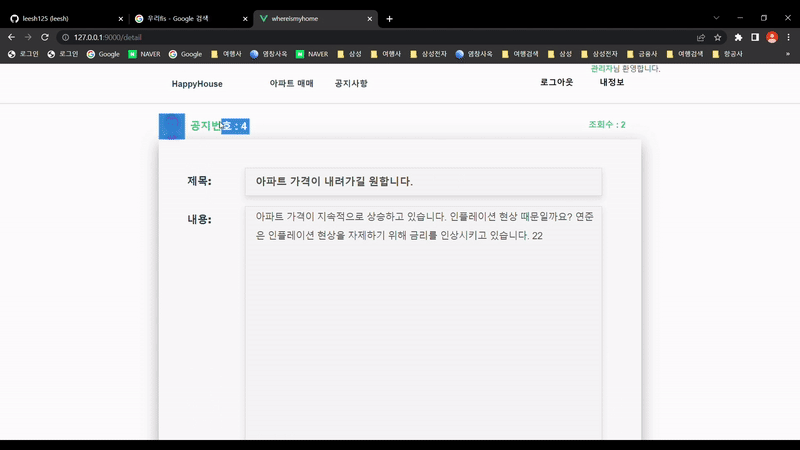 leesh125 (leesh)
우리fis - Google 검색
whereismyhome
127.0.0.1:9000/detail
로그인 로그인 Google NAVER Google 여행사 염창사옥 NAVER 여행사 삼성전자 염창사옥 여행검색 삼성 삼성전자 금융사 여행검색 항공사 »
관리자님 환영합니다.
HappyHouse 아파트 매매 공지사항 로그아웃 내정보
공지번호 : 4
조회수 : 2
제목: 아파트 가격이 내려가길 원합니다.
내용: 아파트 가격이 지속적으로 상승하고 있습니다. 인플레이션 현상 때문일까요? 연준
은 인플레이션 현상을 자제하기 위해 금리를 인상시키고 있습니다. 22